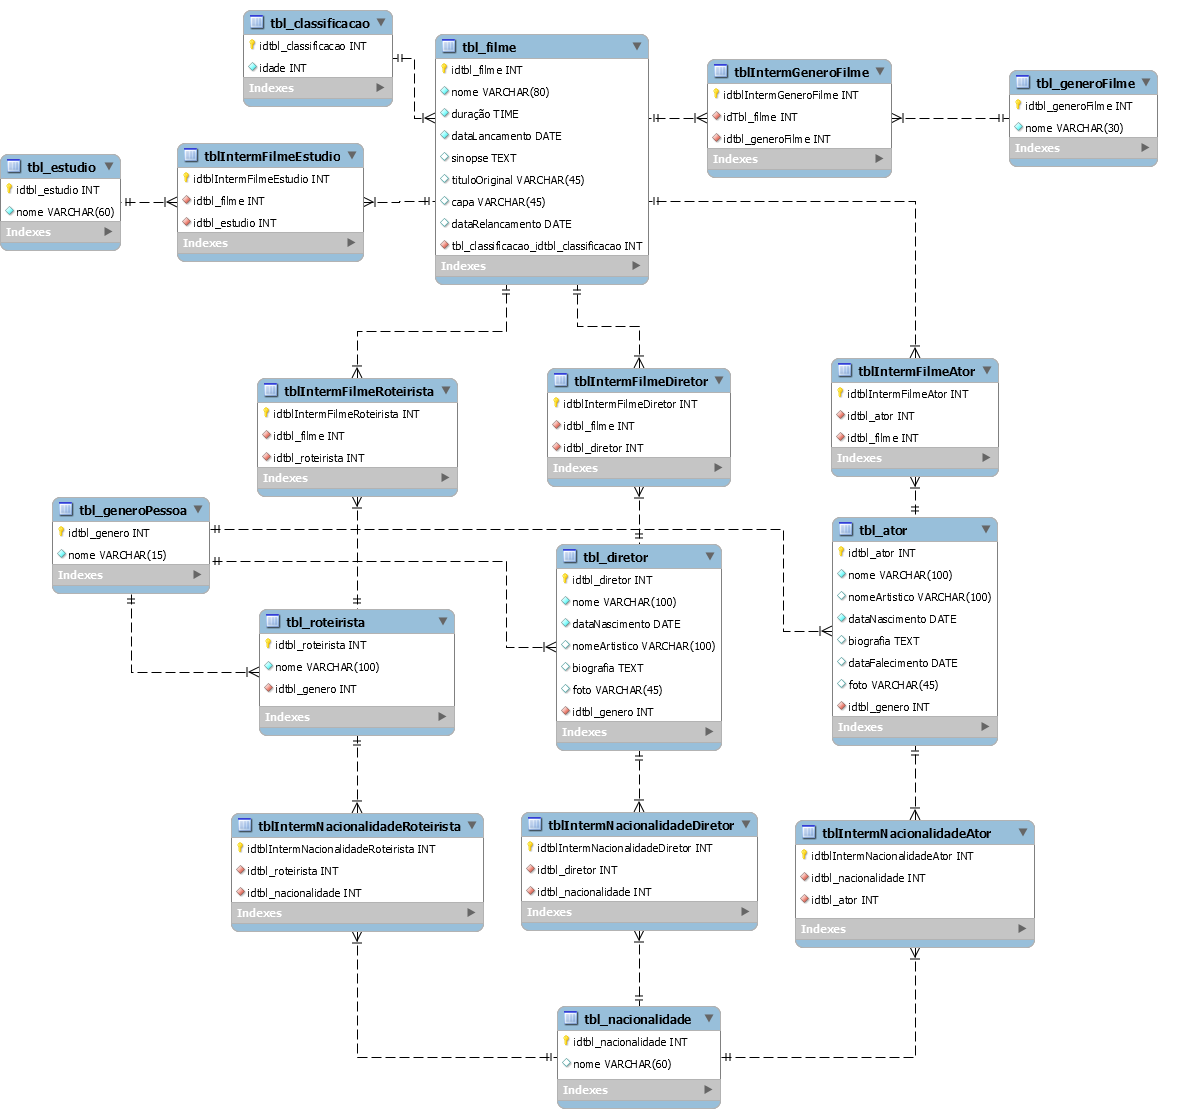 tbl_classificacao
idtbl_classificacao INT
idade INT
Indexes
tbl_filme
idtbl_filme INT
nome VARCHAR(80)
duração TIME
dataLancamento DATE
sinopse TEXT
tituloOriginal VARCHAR(45)
capa VARCHAR(45)
dataRelancamento DATE
tbl_classificacao_idtbl_classificacao INT
Indexes
tblIntermGeneroFilme
idtblIntermGeneroFilme INT
idTbl_filme INT
idtbl_generoFilme INT
Indexes
tbl_generoFilme
idtbl_generoFilme INT
nome VARCHAR(30)
Indexes
tbl_estudio
idtbl_estudio INT
nome VARCHAR(60)
Indexes
tblIntermFilmeEstudio
idtblIntermFilmeEstudio INT
idtbl_filme INT
idtbl_estudio INT
Indexes
tblIntermFilmeRoteirista
idtblIntermFilmeRoteirista INT
idtbl_filme INT
idtbl_roteirista INT
Indexes
tblIntermFilmeDiretor
idtblIntermFilmeDiretor INT
idtbl_filme INT
idtbl_diretor INT
Indexes
tblIntermFilmeAtor
idtblIntermFilmeAtor INT
idtbl_ator INT
idtbl_filme INT
Indexes
tbl_generoPessoa
idtbl_genero INT
nome VARCHAR(15)
Indexes
tbl_roteirista
idtbl_roteirista INT
nome VARCHAR(100)
idtbl_genero INT
Indexes
tbl_diretor
idtbl_diretor INT
nome VARCHAR(100)
dataNascimento DATE
nomeArtistico VARCHAR(100)
biografia TEXT
foto VARCHAR(45)
idtbl_genero INT
Indexes
tbl_ator
idtbl_ator INT
nome VARCHAR(100)
nomeArtistico VARCHAR(100)
dataNascimento DATE
biografia TEXT
dataFalecimento DATE
foto VARCHAR(45)
idtbl_genero INT
Indexes
tblIntermNacionalidadeRoteirista
idtblIntermNacionalidadeRoteirista INT
idtbl_roteirista INT
idtbl_nacionalidade INT
Indexes
tblIntermNacionalidadeDiretor
idtblIntermNacionalidadeDiretor INT
idtbl_diretor INT
idtbl_nacionalidade INT
Indexes
tblIntermNacionalidadeAtor
idtblIntermNacionalidadeAtor INT
idtbl_nacionalidade INT
idtbl_ator INT
Indexes
tbl_nacionalidade
idtbl_nacionalidade INT
nome VARCHAR(60)
Indexes